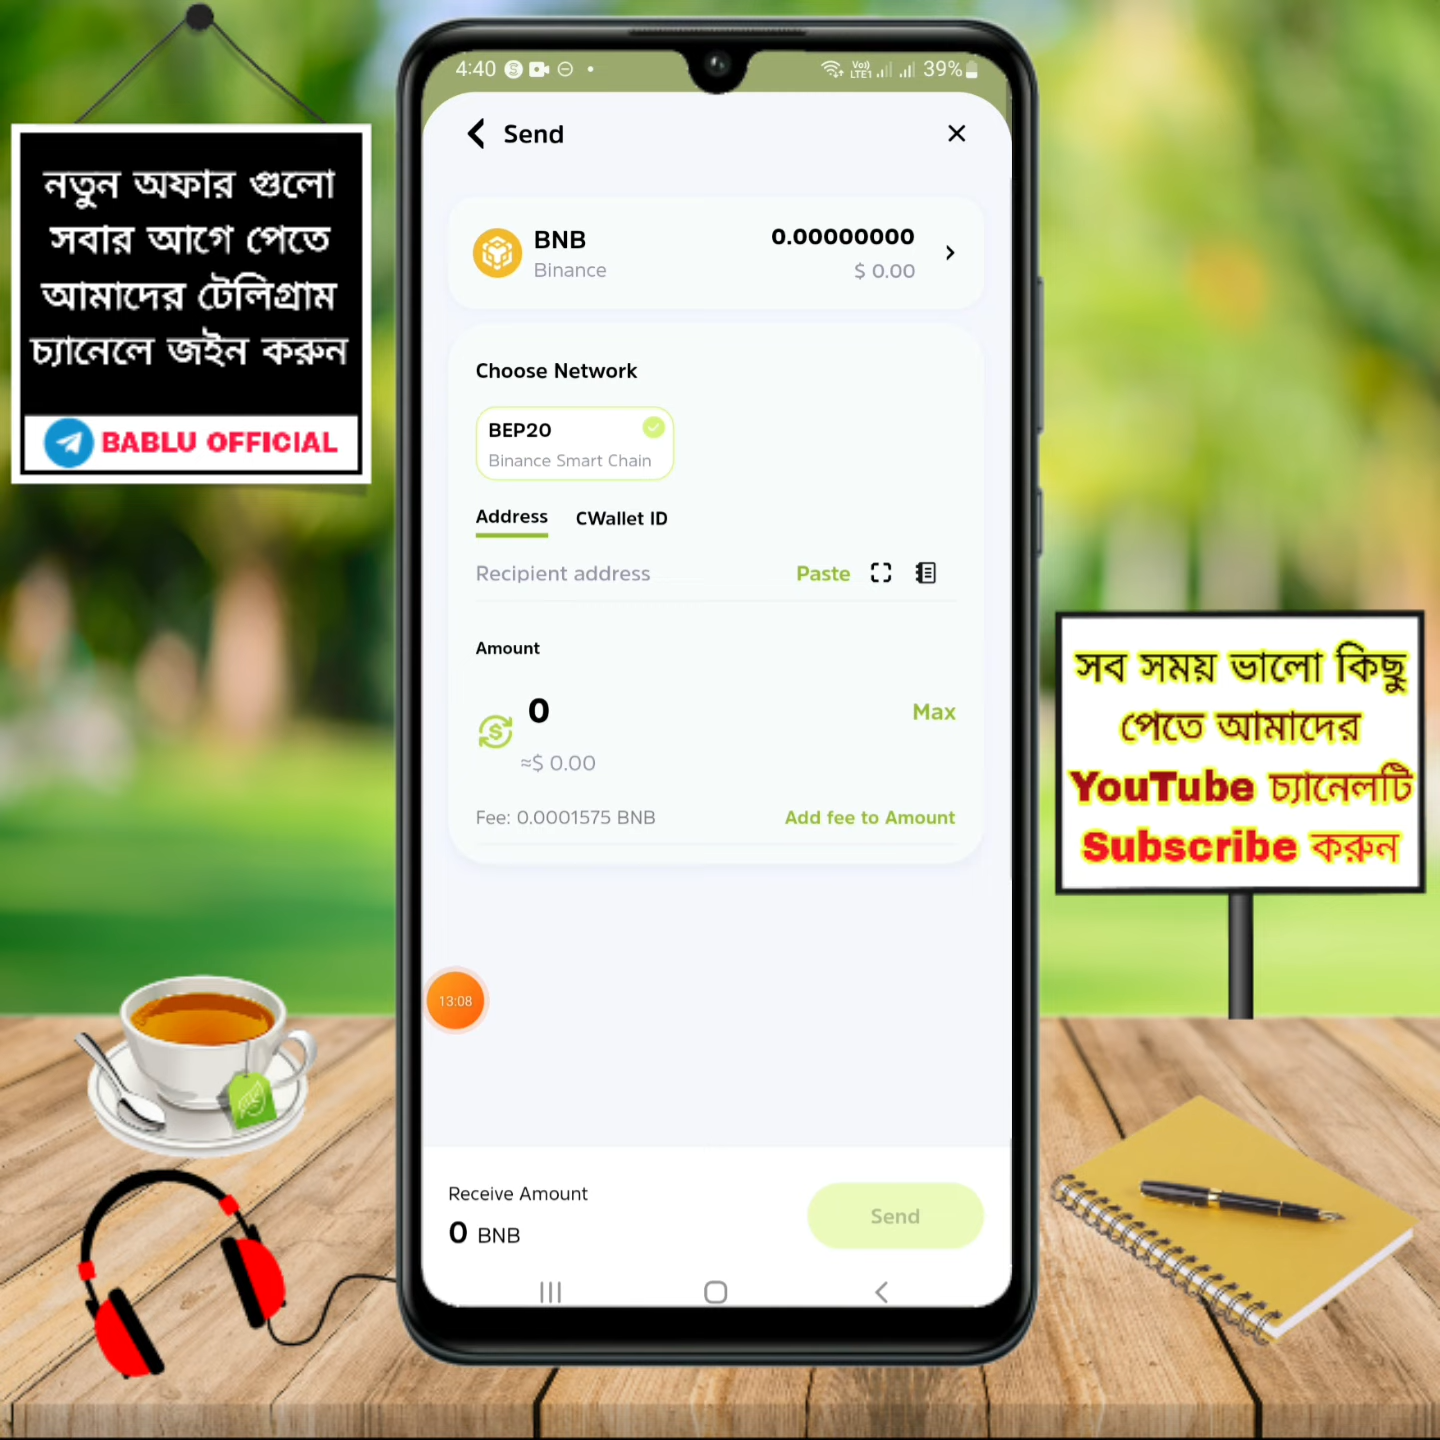 নতুন অফার গুলো
সবার আগে পেতে
আমাদের টেলিগ্রাম
চ্যানেলে জইন করুন
BABLU OFFICIAL
4:40
Vo))
LTE1
39%
Send
BNB
0.00000000
Binance
$ 0.00
Choose Network
BEP20
Binance Smart Chain
Address CWallet ID
Recipient address Paste
Amount
0
Max
≈$ 0.00
Fee: 0.0001575 BNB Add fee to Amount
13:08
Receive Amount
0 BNB
Send
সব সময় ভালো কিছু
পেতে আমাদের
YouTube চ্যানেলটি
Subscribe করুন